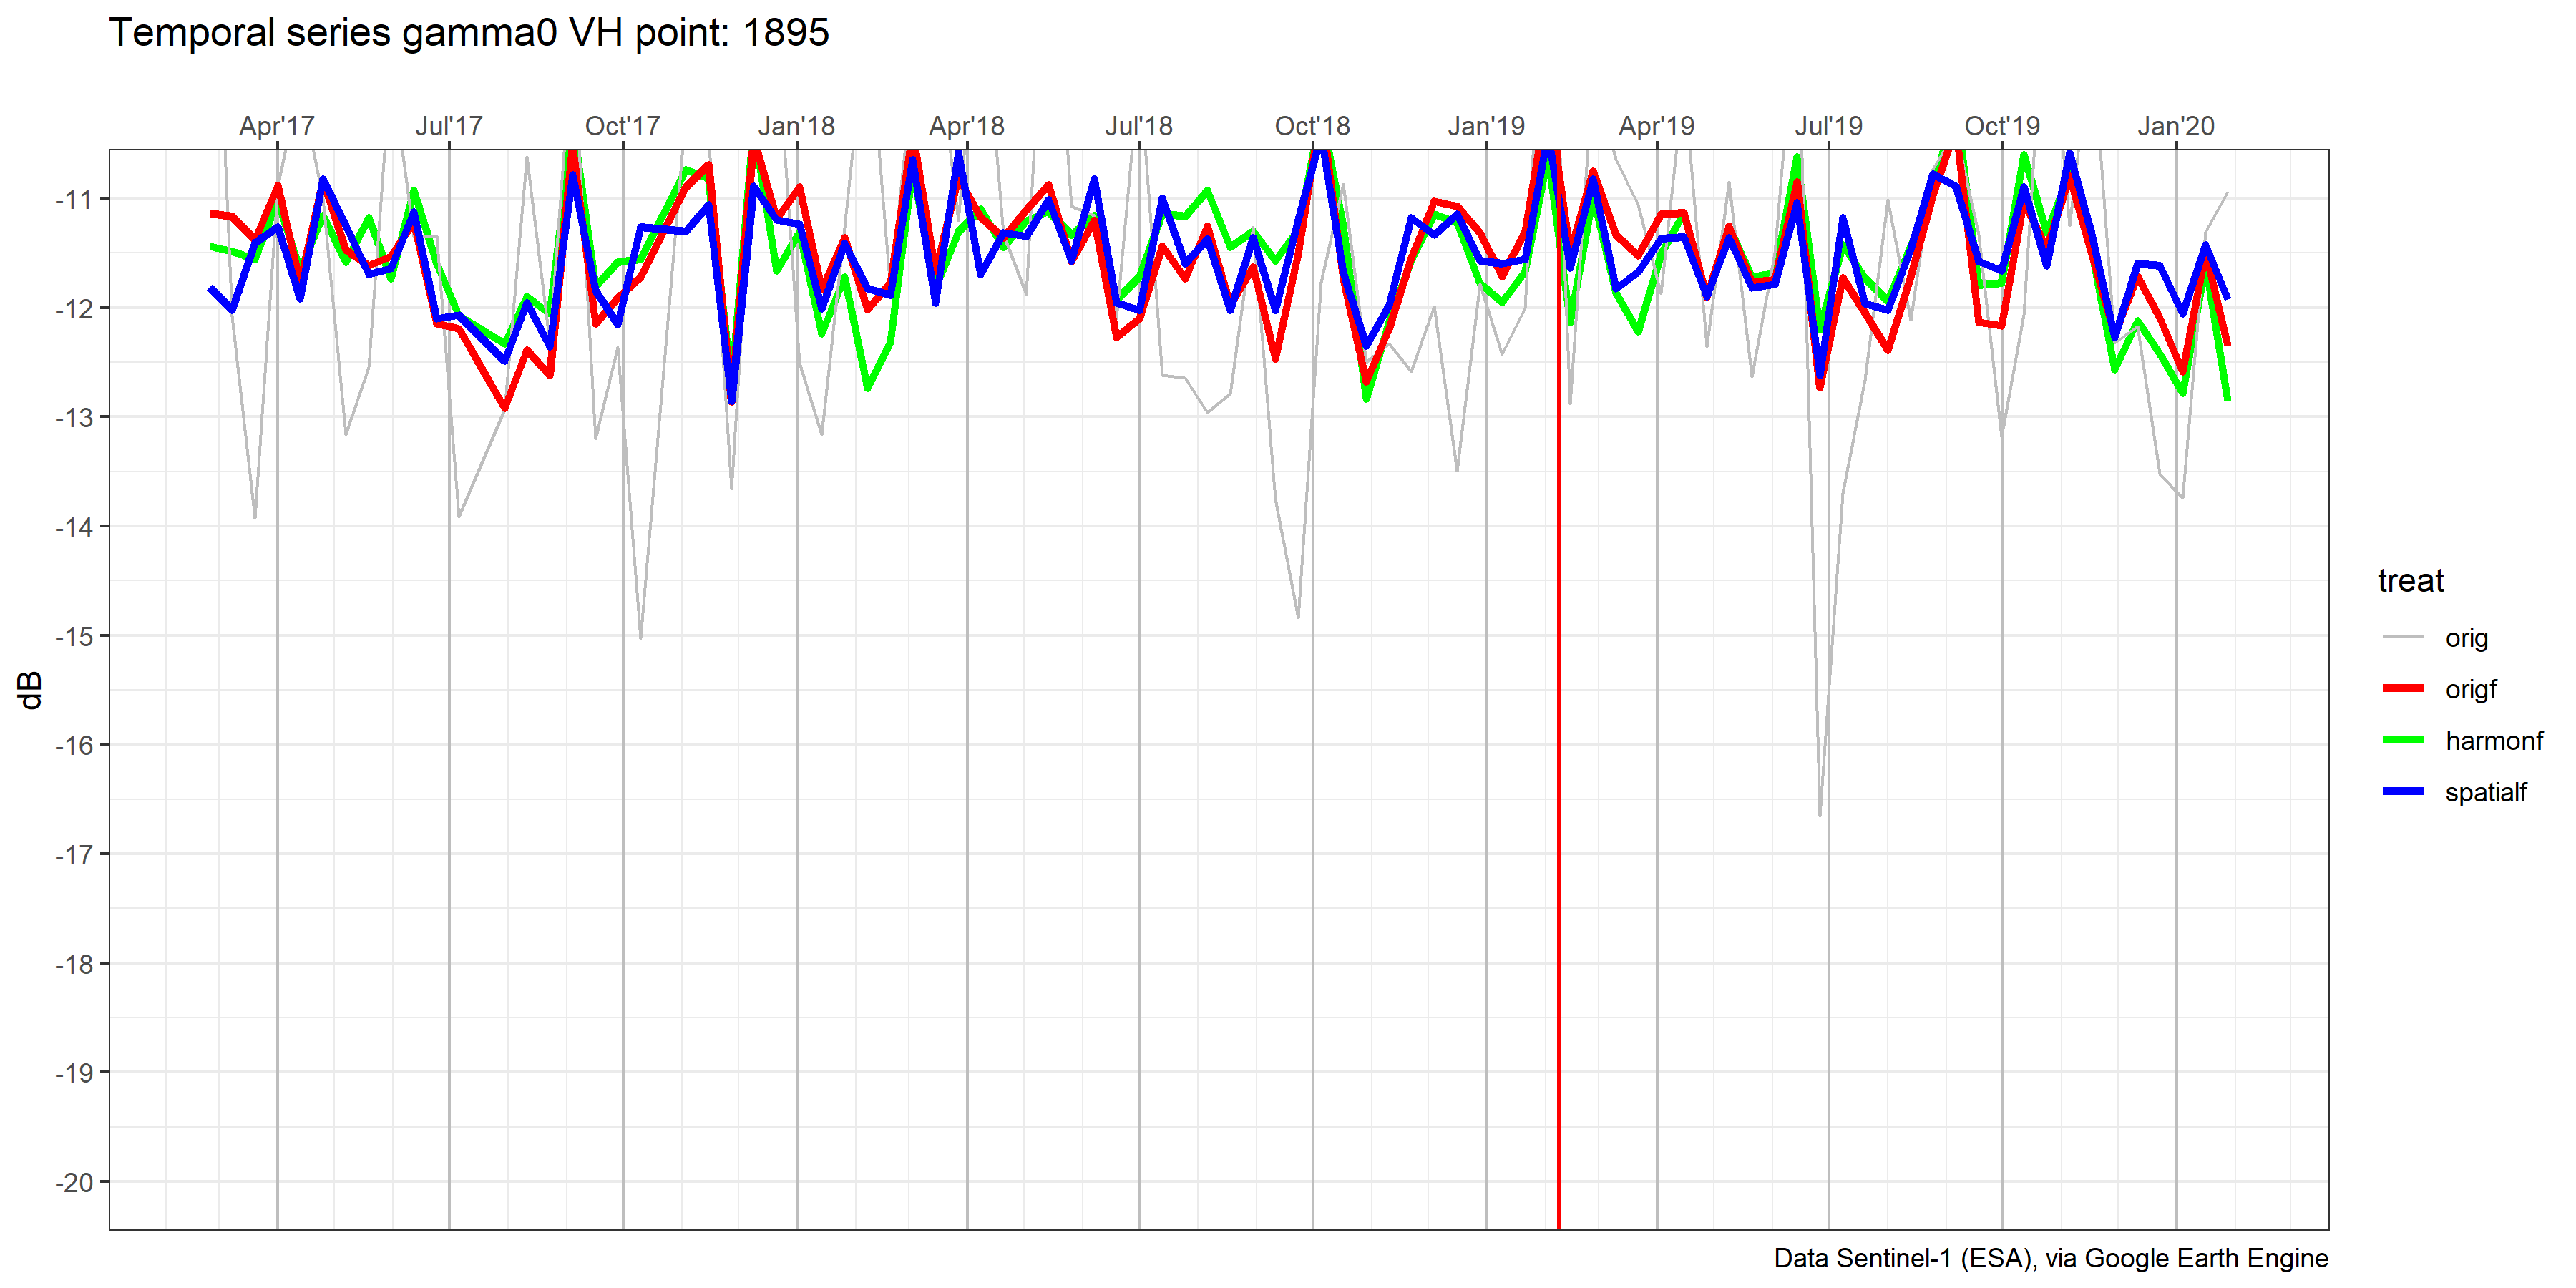 Temporal series gamma0 VH point: 1895
Apr'17 Jul'17 Oct'17 Jan'18 Apr'18 Jul'18 Oct'18 Jan'19 Apr'19 Jul'19 Oct'19 Jan'20
-11
-12
-13
-14
-15
-16
-17
-18
-19
-20
dB
treat
orig
origf
harmonf
spatialf
Data Sentinel-1 (ESA), via Google Earth Engine